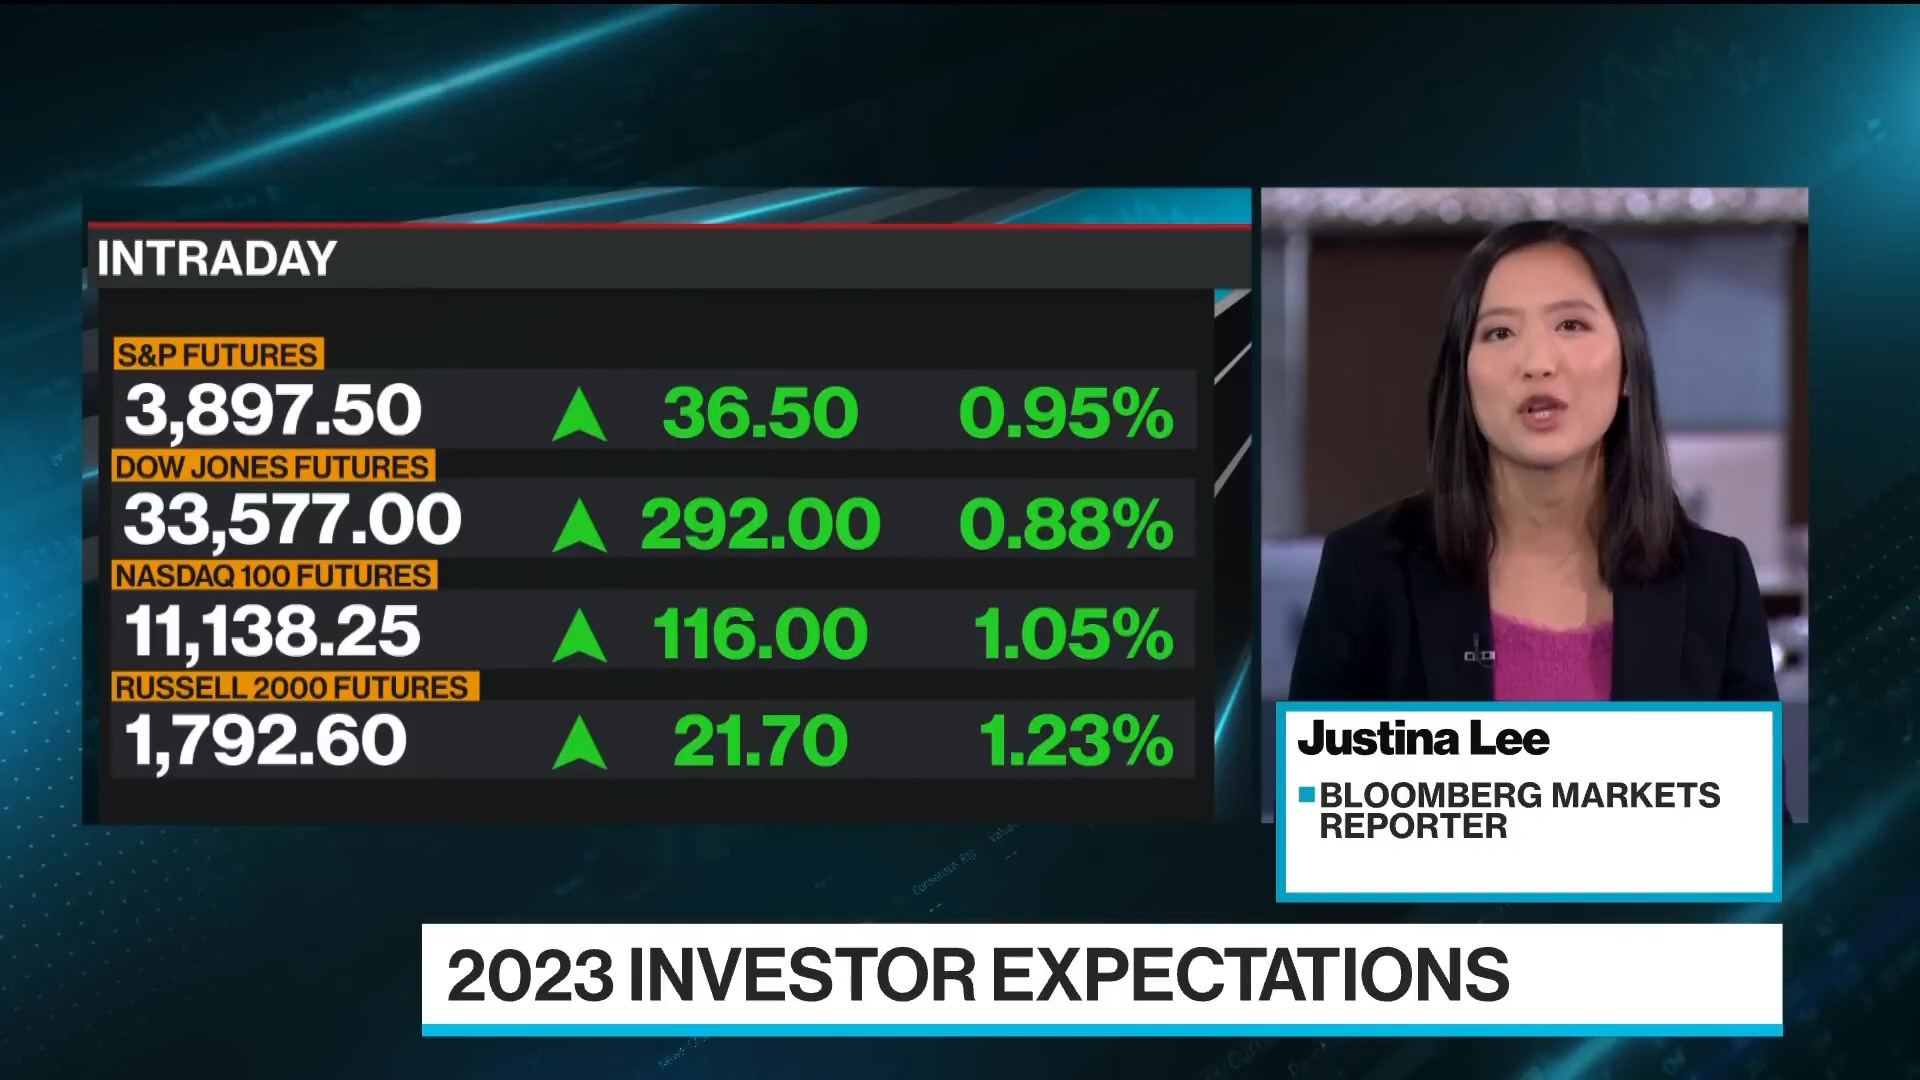 INTRADAY
S&P FUTURES
3,897.50 ▲ 36.50 0.95%
DOW JONES FUTURES
33,577.00 ▲ 292.00 0.88%
NASDAQ 100 FUTURES
11,138.25 ▲ 116.00 1.05%
RUSSELL 2000 FUTURES
1,792.60 ▲ 21.70 1.23%
Justina Lee
BLOOMBERG MARKETS
REPORTER
2023 INVESTOR EXPECTATIONS